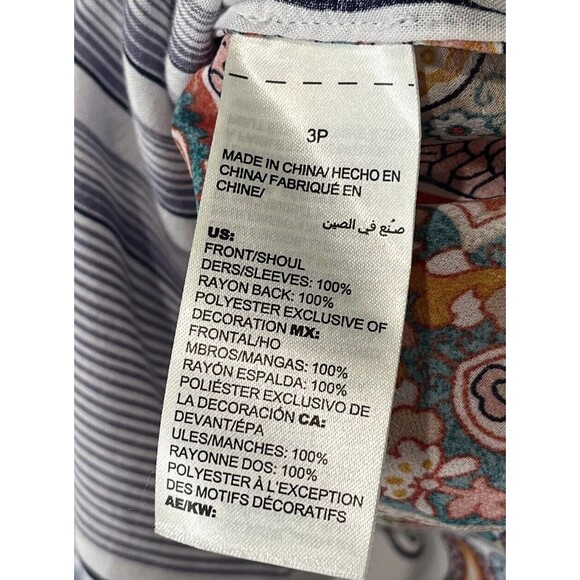 3P
MADE IN CHINA/ HECHO EN
CHINA/ FABRIQUÉ EN
CHINE/
صنع في الصين
US:
FRONT/SHOUL
DERS/SLEEVES: 100%
RAYON BACK: 100%
POLYESTER EXCLUSIVE OF
DECORATION MX:
FRONTAL/HO
MBROS/MANGAS: 100%
RAYÓN ESPALDA: 100%
POLIÉSTER EXCLUSIVO DE
LA DECORACIÓN CA:
DEVANT/ÉPA
ULES/MANCHES: 100%
RAYONNE DOS: 100%
POLYESTER À L'EXCEPTION
DES MOTIFS DÉCORATIFS
AE/KW: